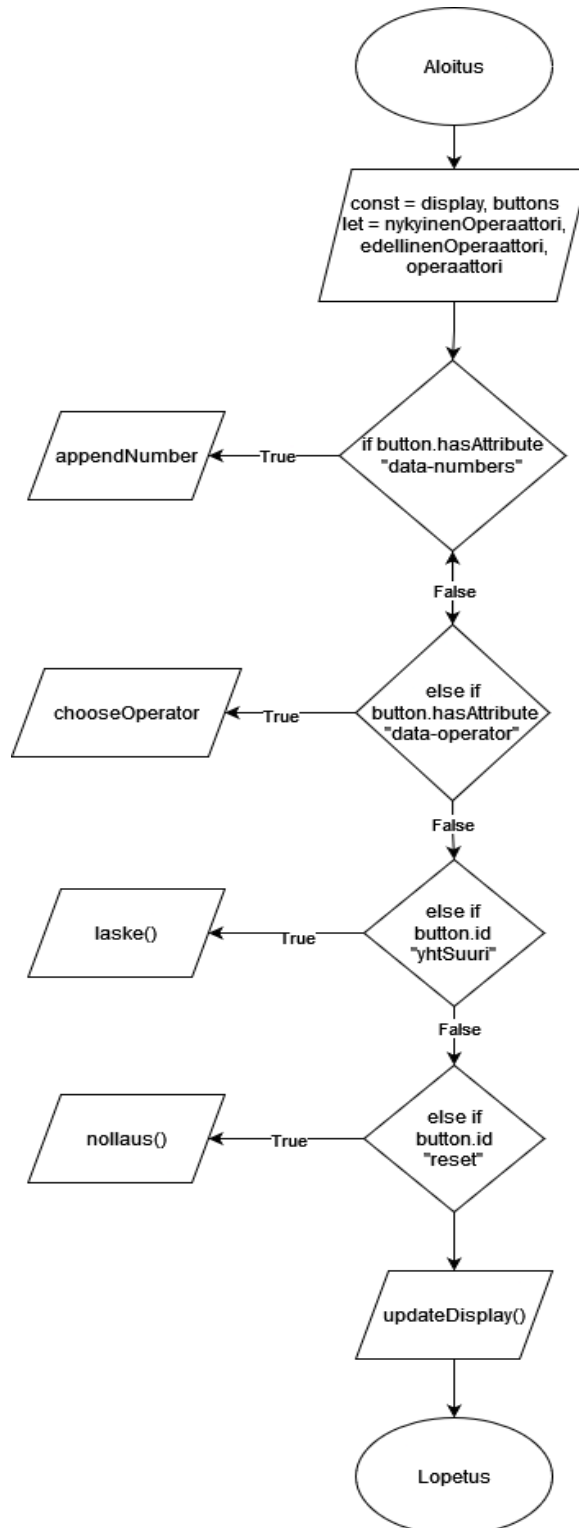 Aloitus
const = display, buttons
let = nykyinenOperaattori,
edellinenOperaattori,
operaattori
if button.hasAttribute
"data-numbers"
True
appendNumber
False
else if
button.hasAttribute
"data-operator"
True
chooseOperator
False
else if
button.id
"yhtSuuri"
True
laske()
False
else if
button.id
"reset"
True
nollaus()
updateDisplay()
Lopetus